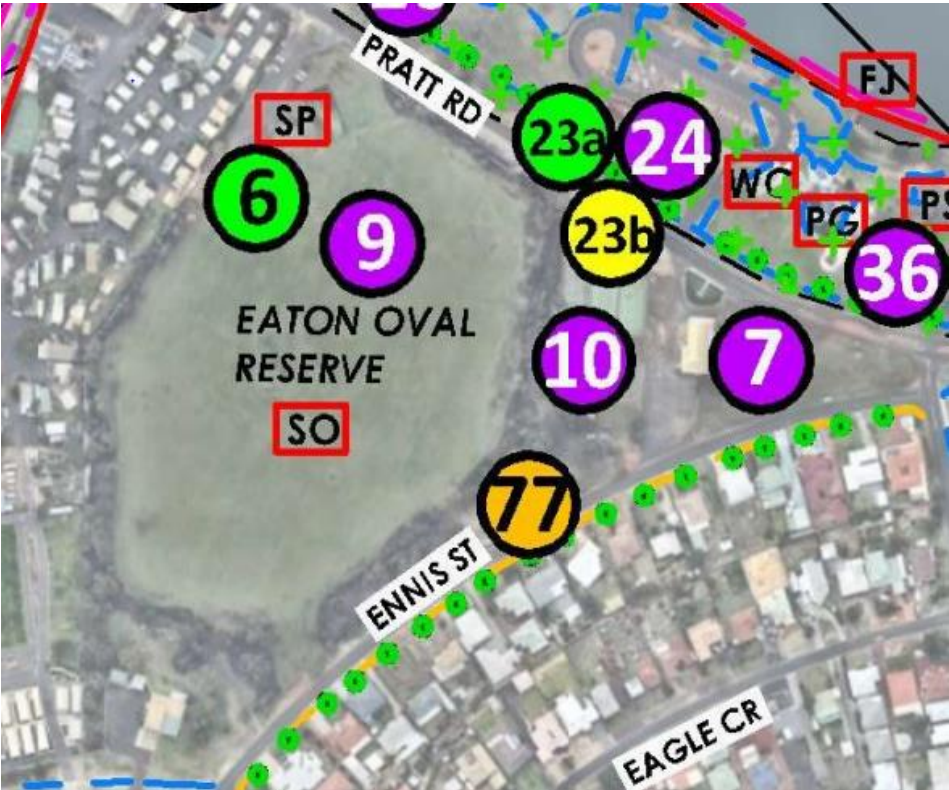 PRATT RD
FJ
SP
23a
24
WC
PG
6
9
23b
36
EATON OVAL
RESERVE
10
7
SO
77
ENNIS ST
EAGLE CR